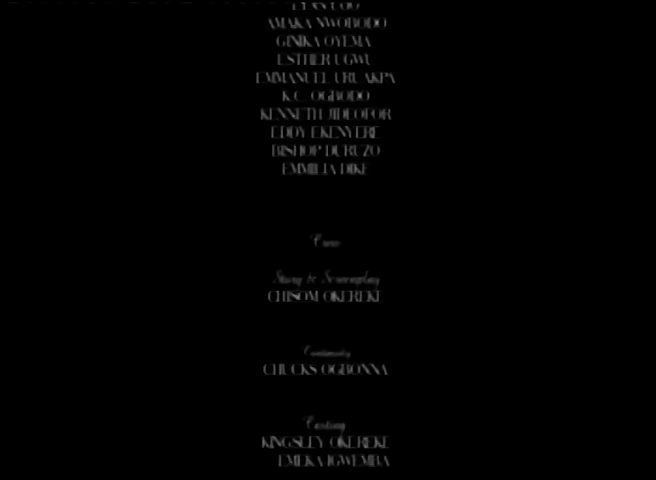 AMAKA NWOBODO
GINIKA OYEMA
ESTHER UGWU
EMMANUEL URUAKPA
K.C. OGBODO
KENNETH JIDEOFOR
EDDY EKENYERE
BISHOP DURUZO
EMMILIA DIKE
Crew
Story & Screenplay
CHISOM OKEREKE
Continuity
CHUCKS OGBONNA
Casting
KINGSLEY OKEREKE
EMEKA IGWEMBA